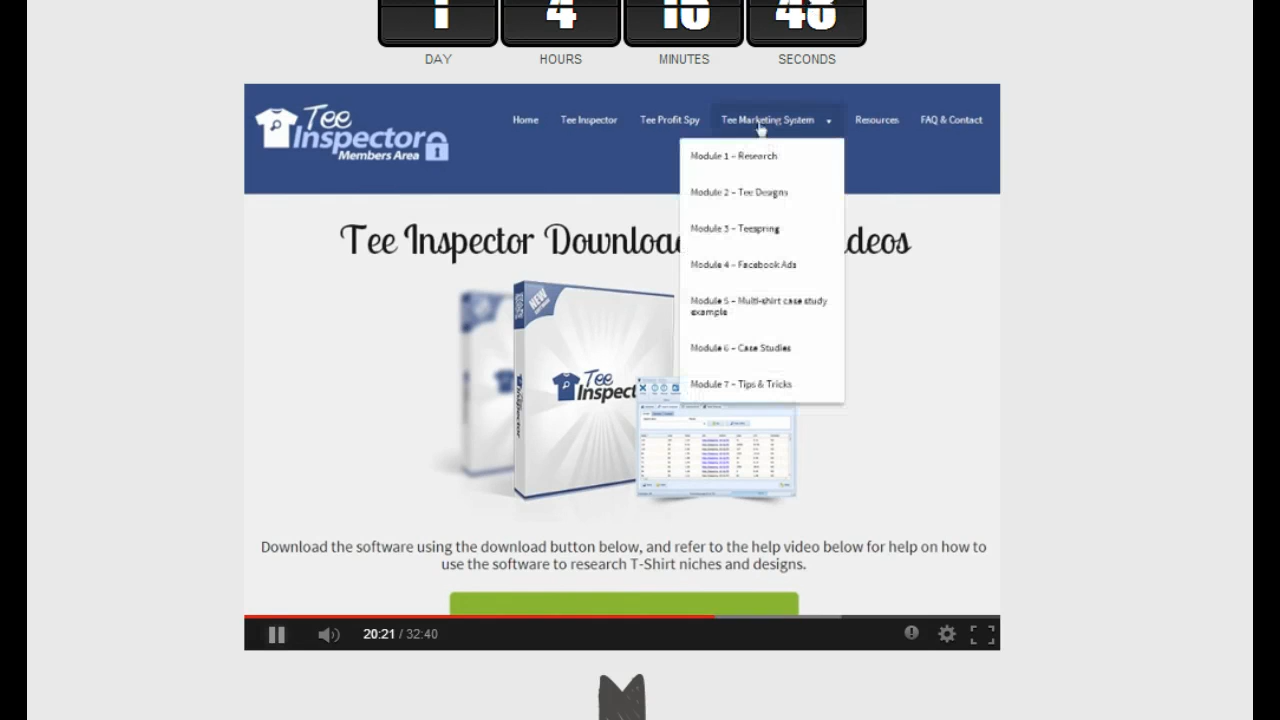 DAY HOURS MINUTES SECONDS
Tee Inspector
Members Area
Home Tee Inspector Tee Profit Spy Tee Marketing System Resources FAQ & Contact
Module 1 - Research
Module 2 - Tee Designs
Module 3 - Teespring
Module 4 - Facebook Ads
Module 5 - Multi-shirt case study
example
Module 6 - Case Studies
Module 7 - Tips & Tricks
Tee Inspector Downloa ideos
NEW
Tee
Inspect
Download the software using the download button below, and refer to the help video below for help on how to
use the software to research T-Shirt niches and designs.
20:21 / 32:40